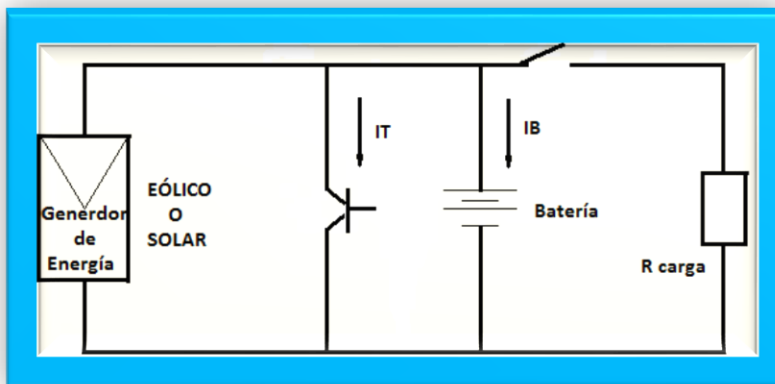 Generdor
de
Energía
EÓLICO
O
SOLAR
IT
IB
Batería
R carga